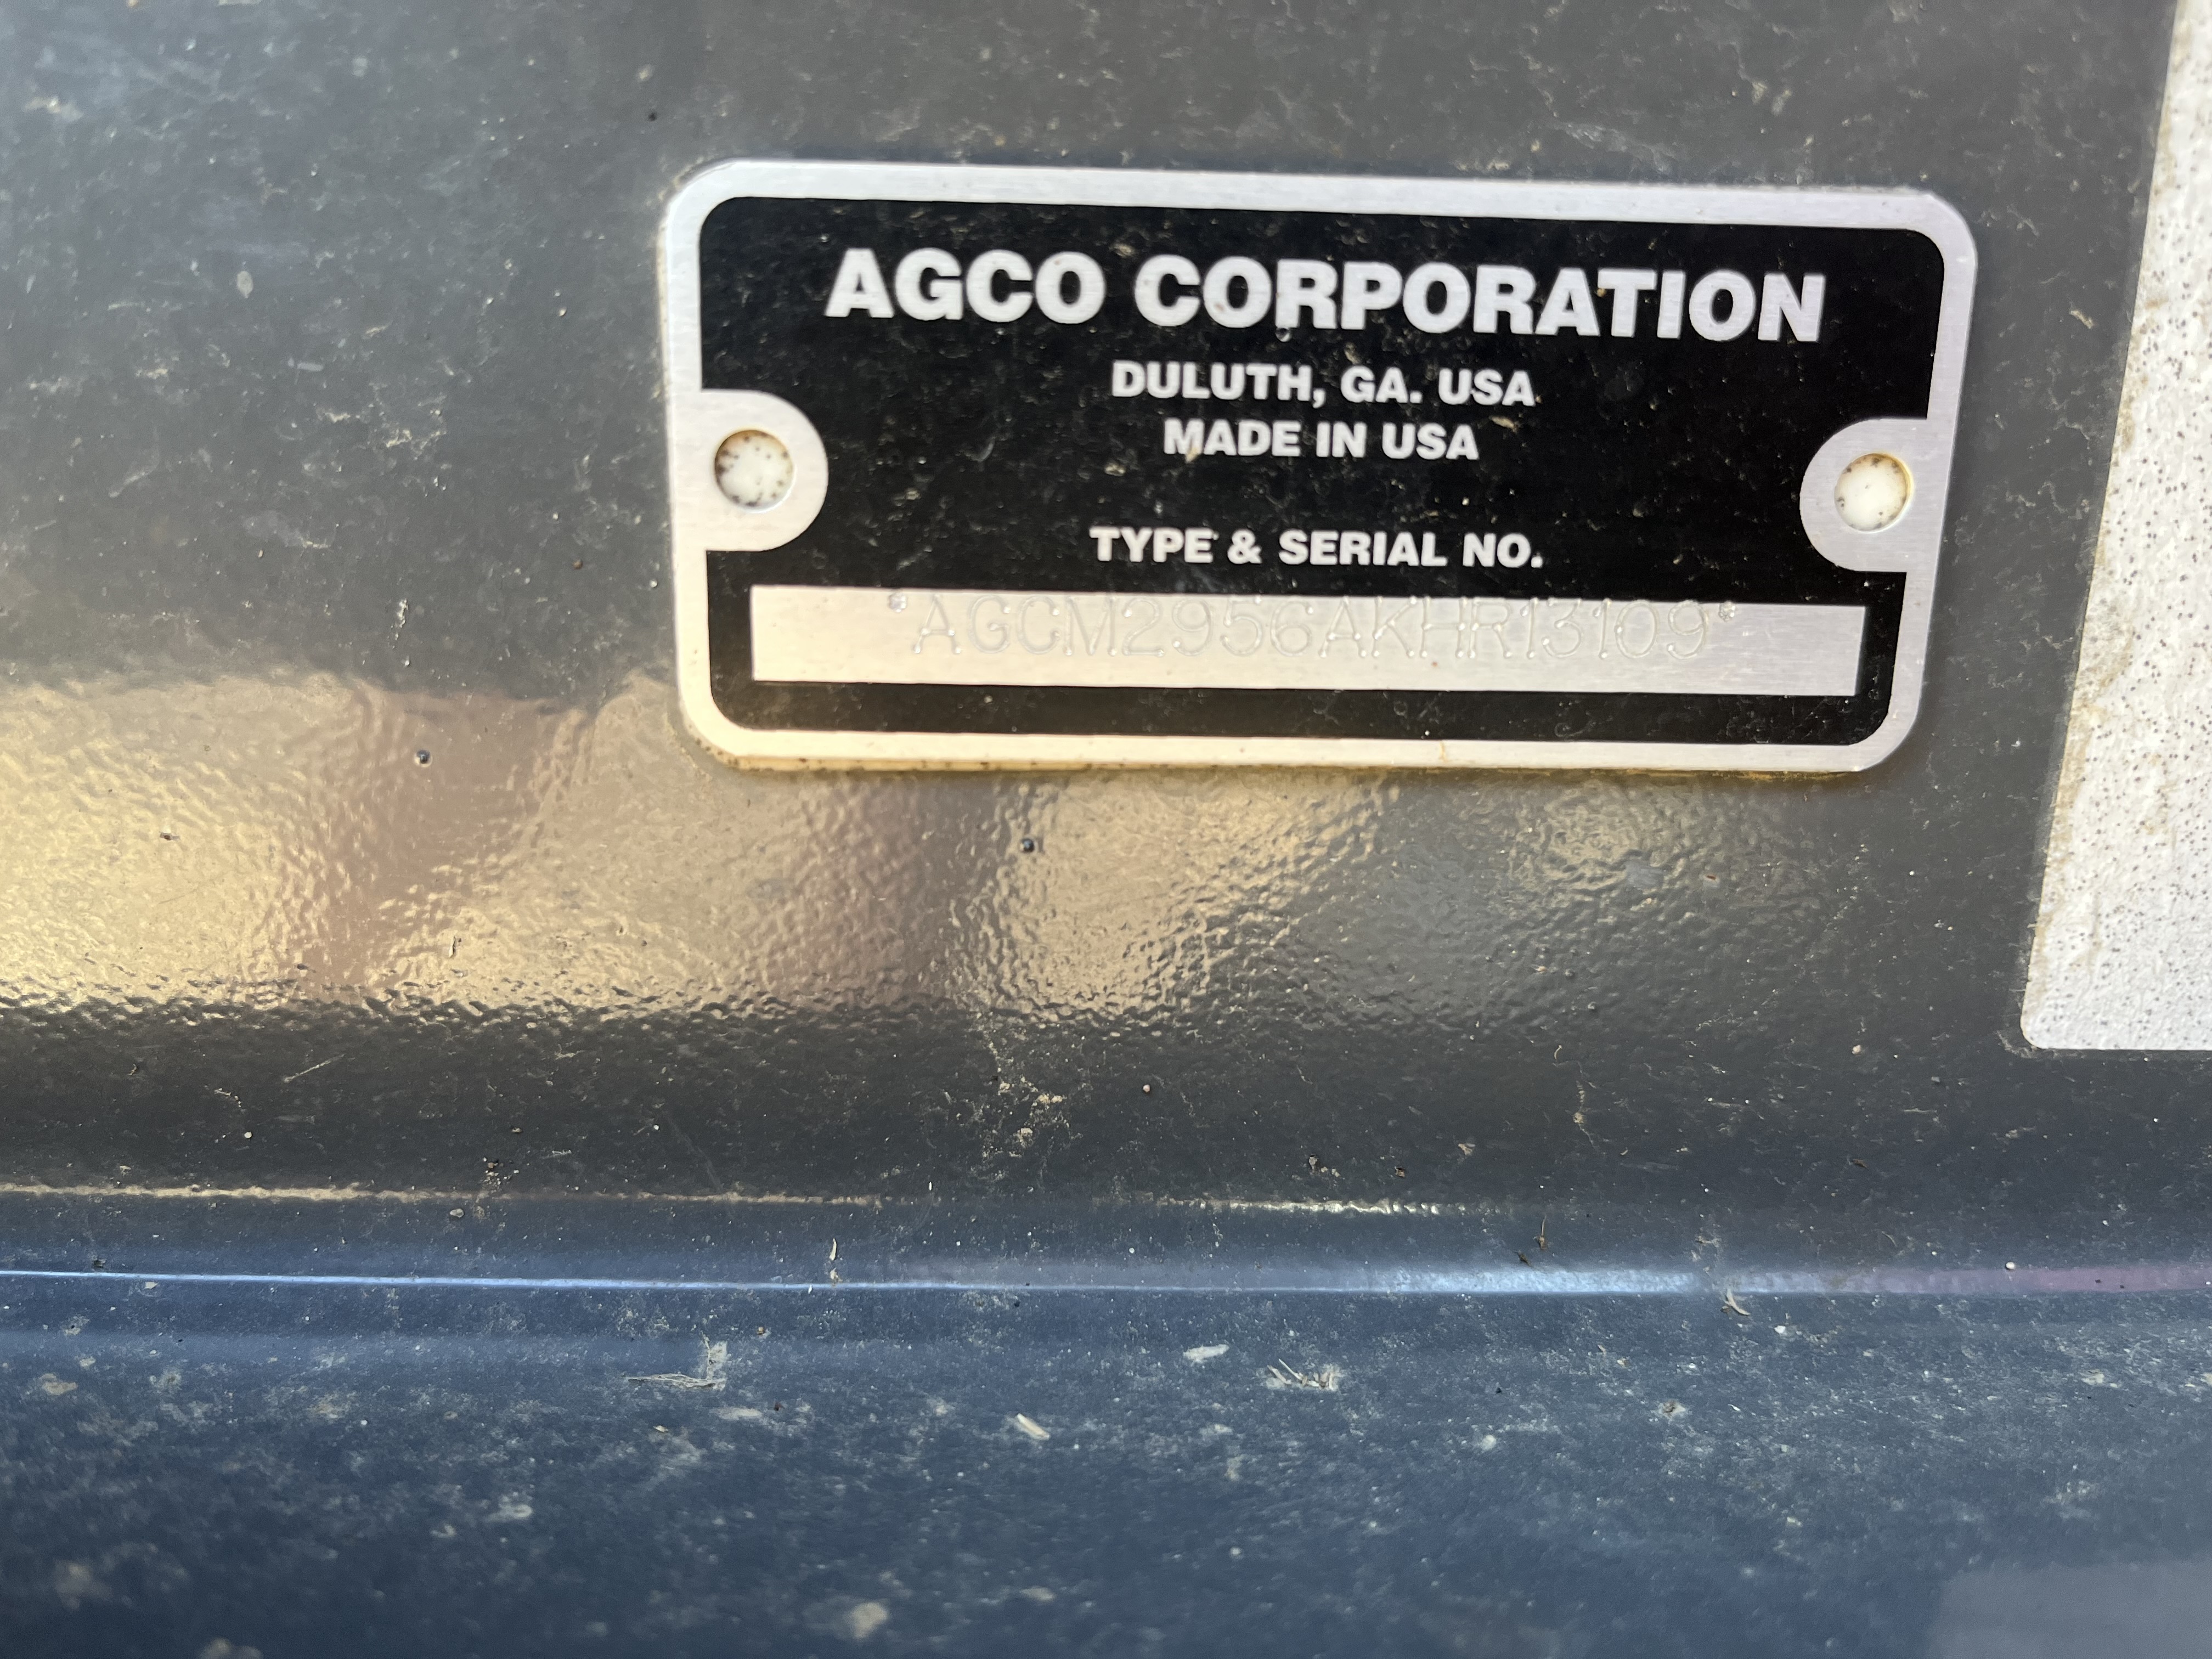 AGCO CORPORATION
DULUTH, GA. USA
MADE IN USA
TYPE & SERIAL NO.
*AGCM2956AKHR13109*